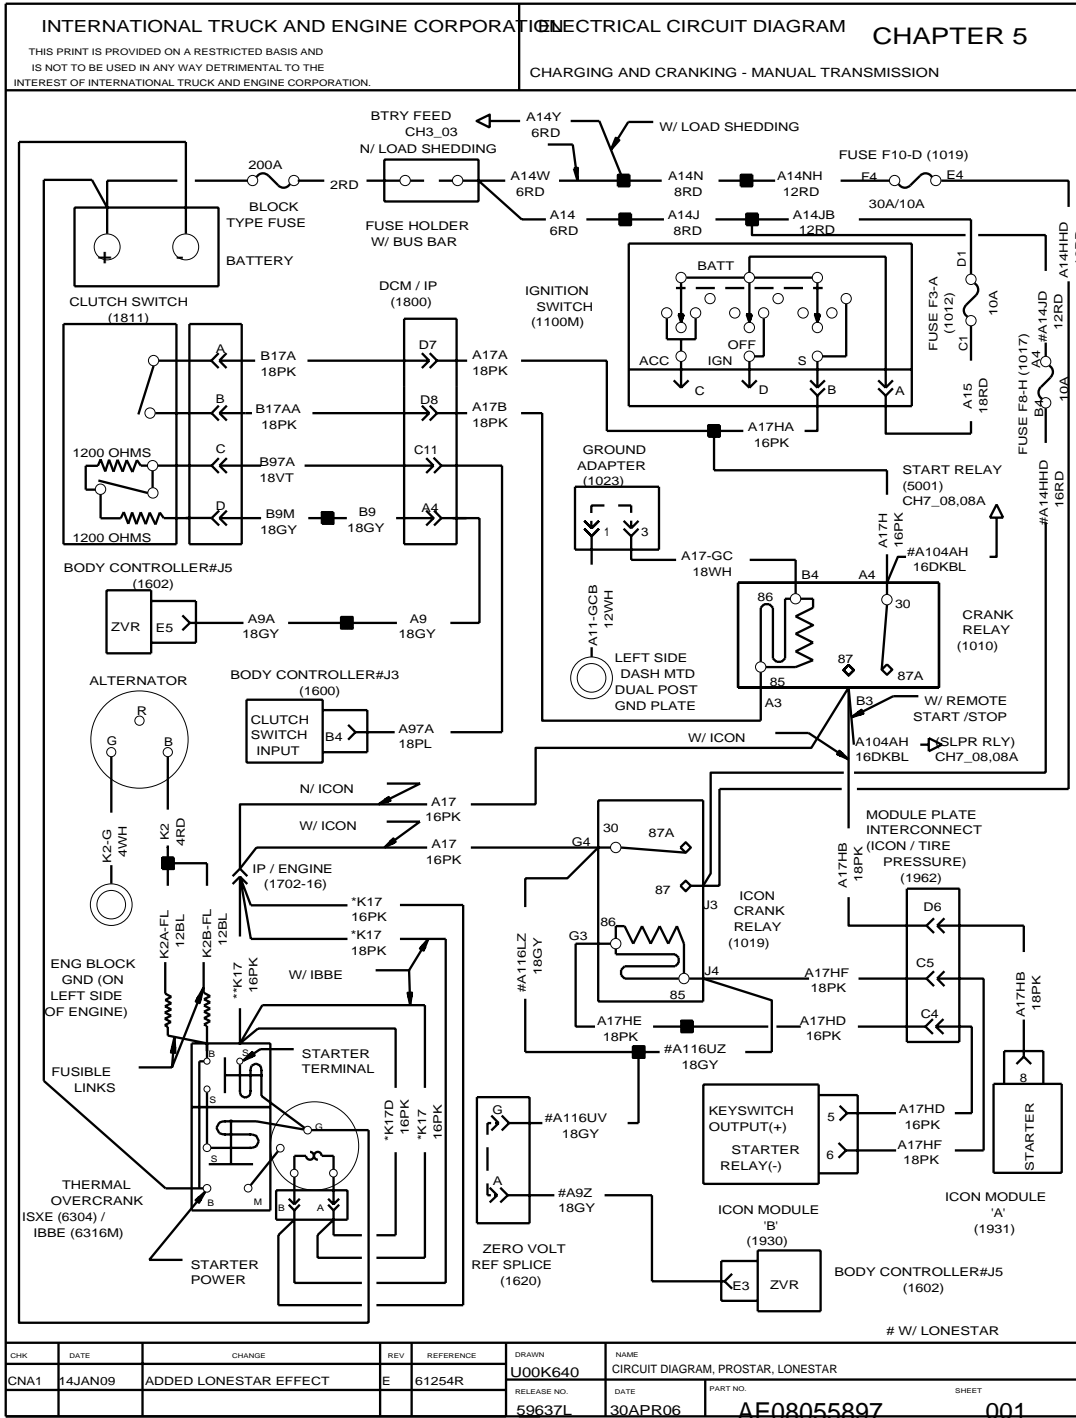 INTERNATIONAL TRUCK AND ENGINE CORPORATION
THIS PRINT IS PROVIDED ON A RESTRICTED BASIS AND
IS NOT TO BE USED IN ANY WAY DETRIMENTAL TO THE
INTEREST OF INTERNATIONAL TRUCK AND ENGINE CORPORATION.
ELECTRICAL CIRCUIT DIAGRAM
CHAPTER 5
CHARGING AND CRANKING - MANUAL TRANSMISSION
BTRY FEED
CH3_03
N/ LOAD SHEDDING
A14Y
6RD
W/ LOAD SHEDDING
FUSE F10-D (1019)
200A
2RD
BLOCK
TYPE FUSE
A14W
6RD
A14N
8RD
A14NH
12RD
E4
E4
30A/10A
FUSE HOLDER
W/ BUS BAR
A14
6RD
A14J
8RD
A14JB
12RD
A14HHD
+
-
BATTERY
BATT
OFF
ACC
IGN
S
C
D
B
A
IGNITION
SWITCH
(1100M)
D1
FUSE F3-A
(1012)
10A
C1
A15
18RD
#A14JD
12RD
FUSE F8-H (1017)
A4
10A
B4
#A14HHD
16RD
CLUTCH SWITCH
(1811)
DCM / IP
(1800)
A
B17A
18PK
D7
A17A
18PK
B
B17AA
18PK
D8
A17B
18PK
1200 OHMS
C
B97A
18VT
C11
D
B9M
18GY
B9
18GY
A4
1200 OHMS
A17HA
16PK
GROUND
ADAPTER
(1023)
1
3
START RELAY
(5001)
CH7_08,08A
A17H
16PK
#A104AH
16DKBL
A17-GC
18WH
A11-GCB
12WH
B4
A4
86
30
87
87A
85
A3
B3
CRANK
RELAY
(1010)
BODY CONTROLLER#J5
(1602)
ZVR
E5
A9A
18GY
A9
18GY
LEFT SIDE
DASH MTD
DUAL POST
GND PLATE
BODY CONTROLLER#J3
(1600)
CLUTCH
SWITCH
INPUT
B4
A97A
18PL
W/ REMOTE
START /STOP
W/ ICON
A104AH
16DKBL
(SLPR RLY)
CH7_08,08A
ALTERNATOR
R
G
B
K2-G
4WH
K2
4RD
N/ ICON
A17
16PK
W/ ICON
A17
16PK
IP / ENGINE
(1702-16)
G4
30
87A
87
J3
86
G3
J4
85
ICON
CRANK
RELAY
(1019)
A17HB
18PK
MODULE PLATE
INTERCONNECT
(ICON / TIRE
PRESSURE)
(1962)
D6
C5
C4
K2A-FL
12BL
K2B-FL
12BL
**K17
16PK
*K17
16PK
*K17
18PK
W/ IBBE
#A116LZ
18GY
A17HF
18PK
A17HE
18PK
A17HD
16PK
#A116UZ
18GY
A17HB
18PK
ENG BLOCK
GND (ON
LEFT SIDE
OF ENGINE)
FUSIBLE
LINKS
B
S
STARTER
TERMINAL
S
S
G
B
M
B
A
*K17D
16PK
*K17
16PK
THERMAL
OVERCRANK
ISXE (6304) /
IBBE (6316M)
STARTER
POWER
G
A
#A116UV
18GY
#A9Z
18GY
ZERO VOLT
REF SPLICE
(1620)
KEYSWITCH
OUTPUT(+)
STARTER
RELAY(-)
5
6
A17HD
16PK
A17HF
18PK
8
STARTER
ICON MODULE
'A'
(1931)
ICON MODULE
'B'
(1930)
E3
ZVR
BODY CONTROLLER#J5
(1602)
# W/ LONESTAR
CHK
DATE
CHANGE
REV
REFERENCE
CNA1
14JAN09
ADDED LONESTAR EFFECT
E
61254R
DRAWN
U00K640
NAME
CIRCUIT DIAGRAM, PROSTAR, LONESTAR
RELEASE NO.
59637L
DATE
30APR06
PART NO.
AE08055897
SHEET
001